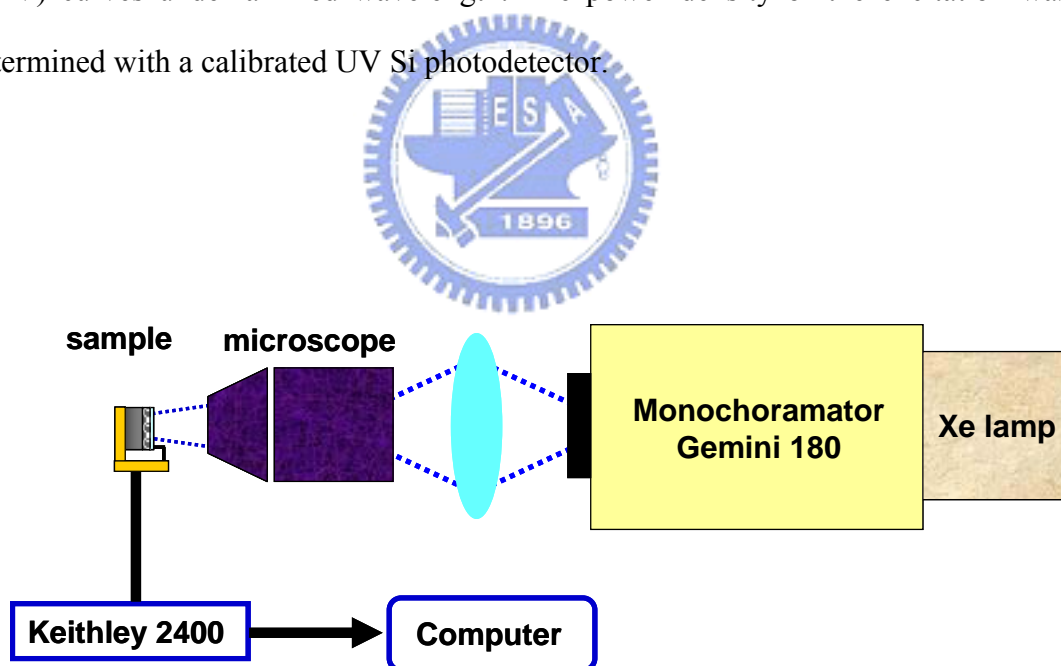 termined with a calibrated UV Si photodetector.
E S A
1896
sample
microscope
Monochoramator
Gemini 180
Xe lamp
Keithley 2400
Computer